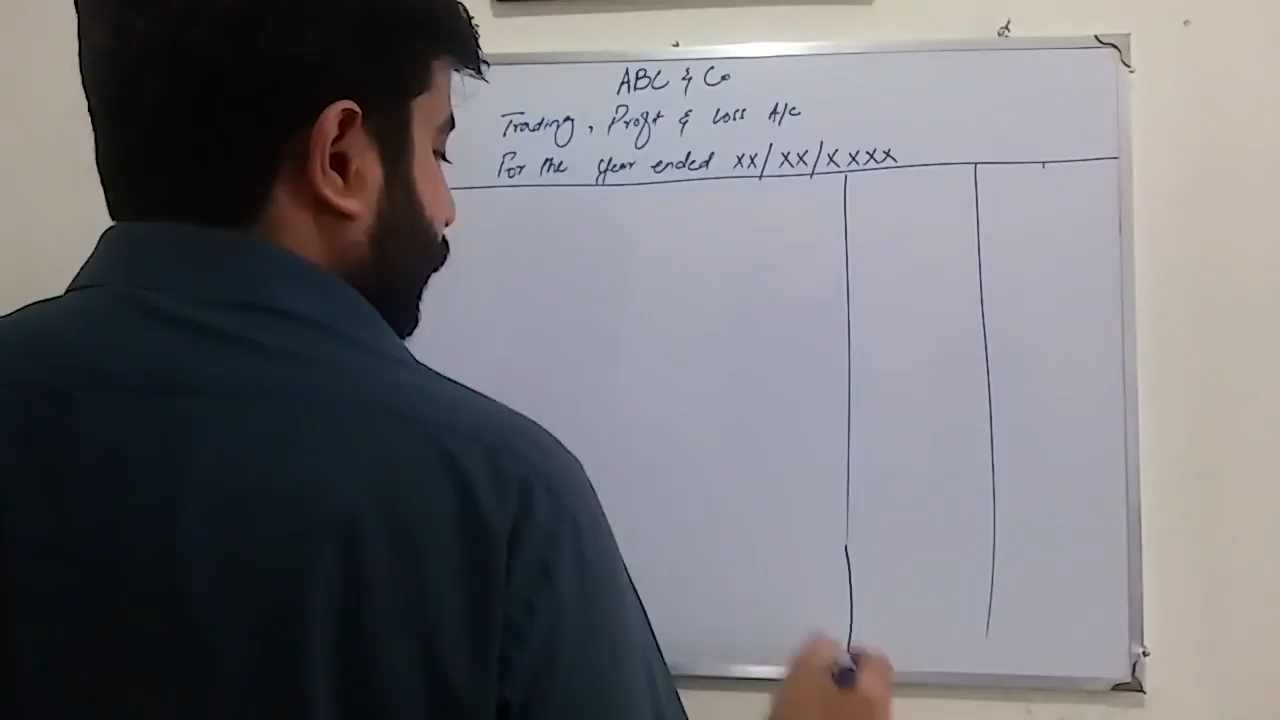 ABC & Co
Trading, Profit & Loss A/c
For the Year ended XX/XX/XXXX